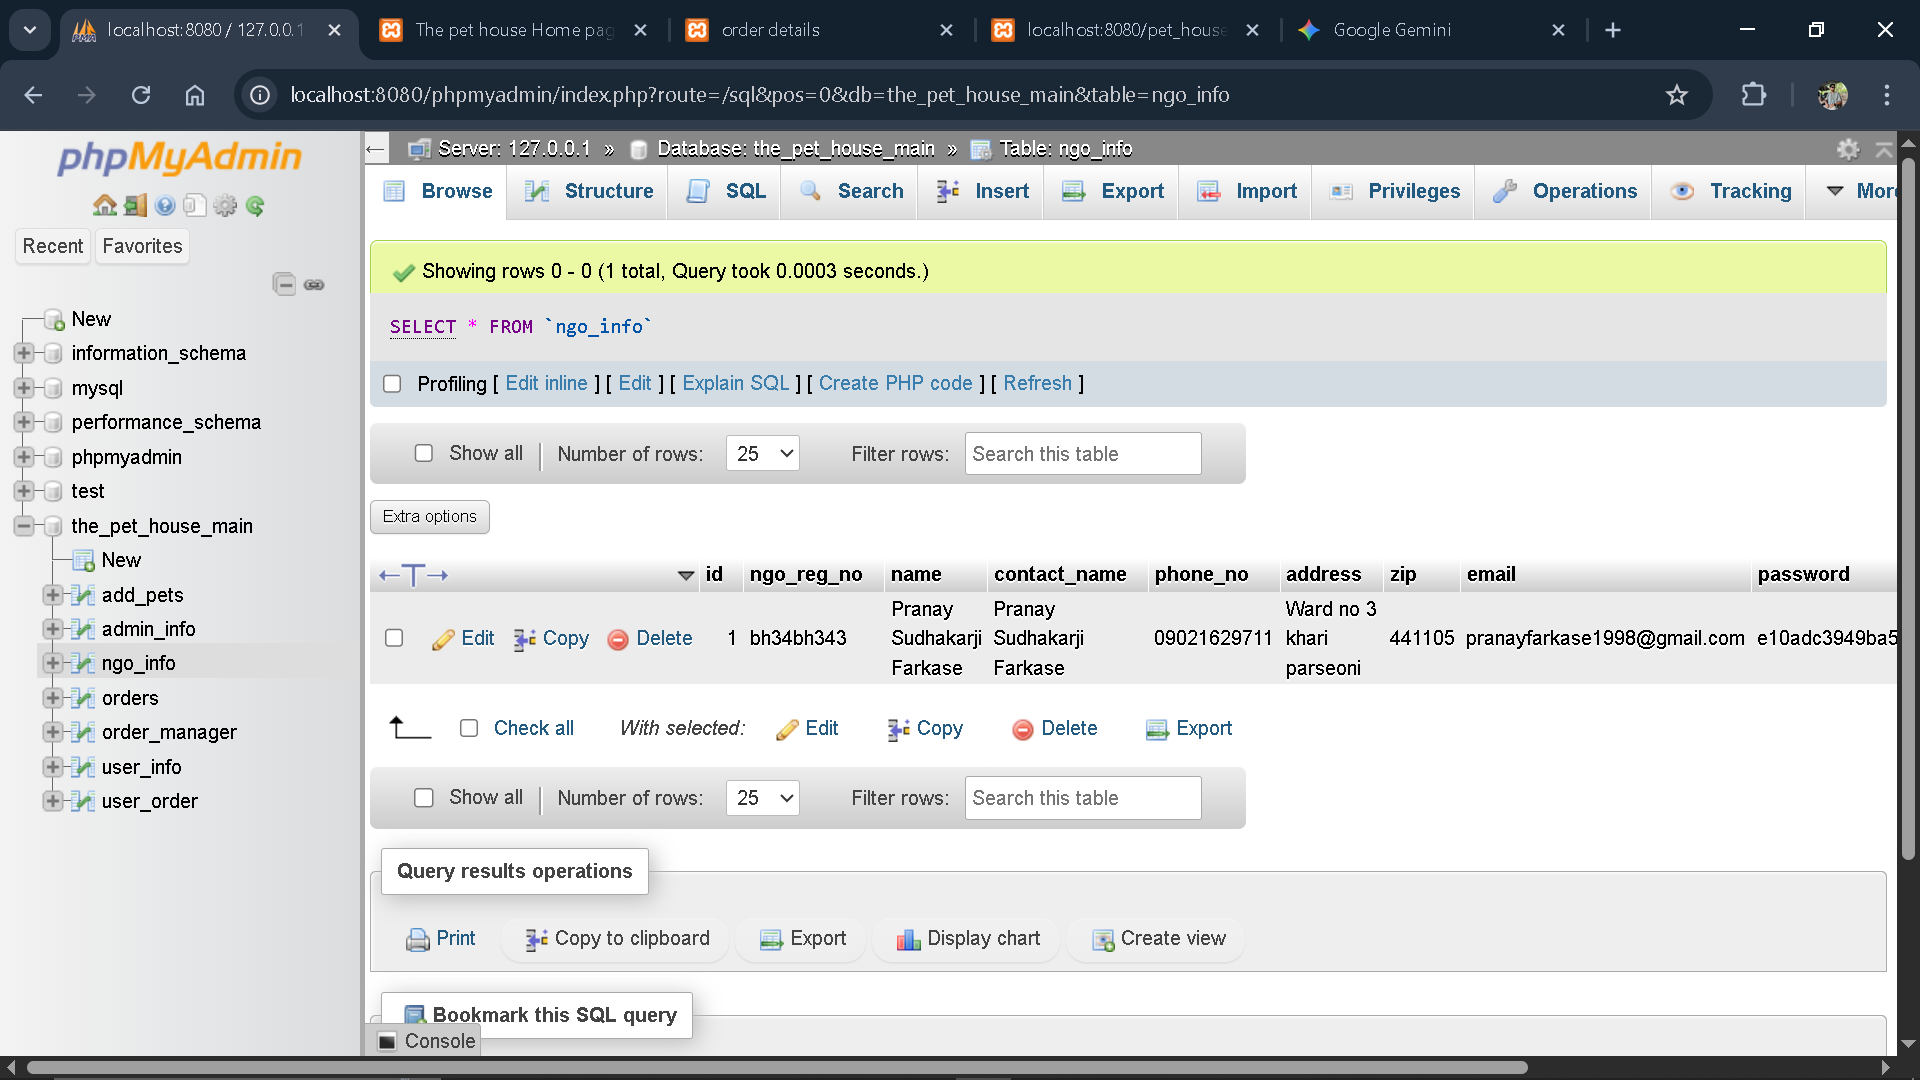 localhost:8080 / 127.0.0.1
The pet house Home pag
order details
localhost:8080/pet_house
Google Gemini
localhost:8080/phpmyadmin/index.php?route=/sql&pos=0&db=the_pet_house_main&table=ngo_info
phpMyAdmin
Recent Favorites
New
information_schema
mysql
performance_schema
phpmyadmin
test
the_pet_house_main
New
add_pets
admin_info
ngo_info
orders
order_manager
user_info
user_order
Server: 127.0.0.1 » Database: the_pet_house_main » Table: ngo_info
Browse Structure SQL Search Insert Export Import Privileges Operations Tracking More
Showing rows 0 - 0 (1 total, Query took 0.0003 seconds.)
SELECT * FROM `ngo_info`
Profiling [ Edit inline ] [ Edit ] [ Explain SQL ] [ Create PHP code ] [ Refresh ]
Show all Number of rows: 25 Filter rows: Search this table
Extra options
id ngo_reg_no name contact_name phone_no address zip email password
Edit Copy Delete 1 bh34bh343 Pranay Sudhakarji Farkase Pranay Sudhakarji Farkase 09021629711 Ward no 3 khari parseoni 441105 pranayfarkase1998@gmail.com e10adc3949ba5
Check all With selected: Edit Copy Delete Export
Show all Number of rows: 25 Filter rows: Search this table
Query results operations
Print Copy to clipboard Export Display chart Create view
Bookmark this SQL query
Console